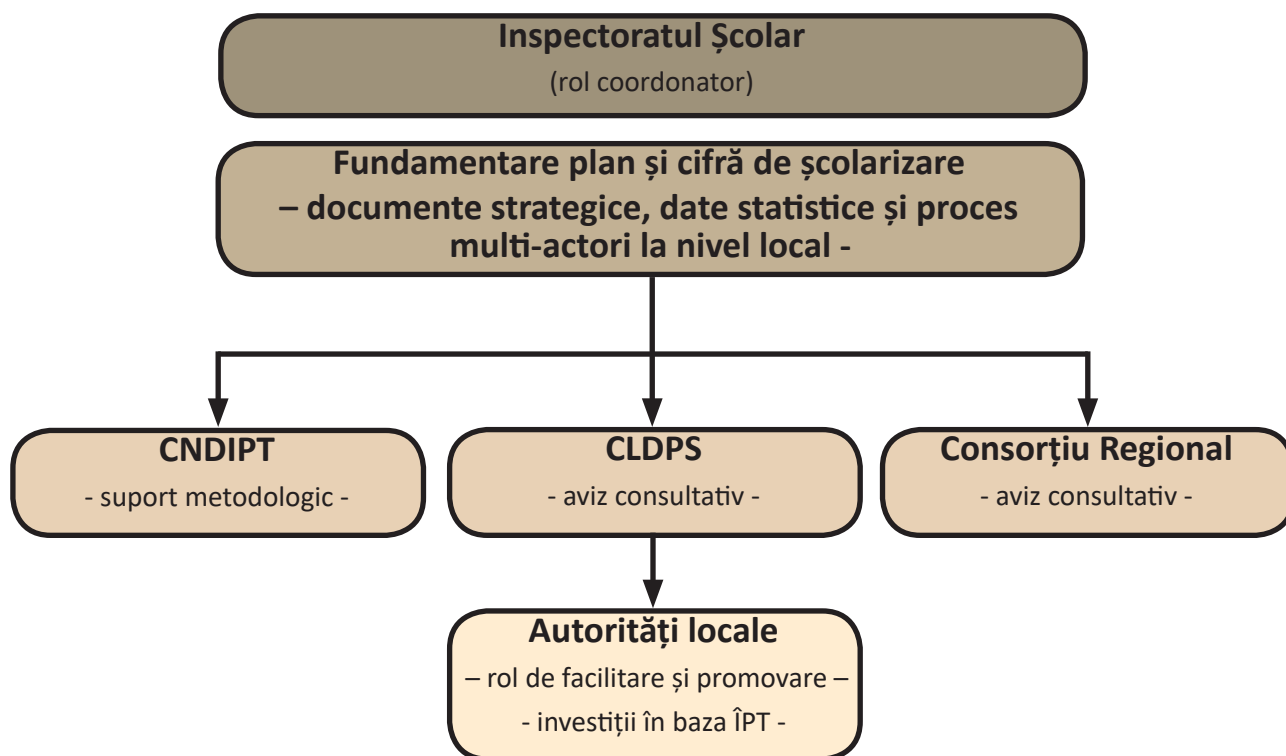 Inspectoratul Școlar
(rol coordonator)
Fundamentare plan și cifră de școlarizare
– documente strategice, date statistice și proces
multi-actori la nivel local -
CNDIPT
- suport metodologic -
CLDPS
- aviz consultativ -
Consorțiu Regional
- aviz consultativ -
Autorități locale
– rol de facilitare și promovare –
- investiții în baza ÎPT -